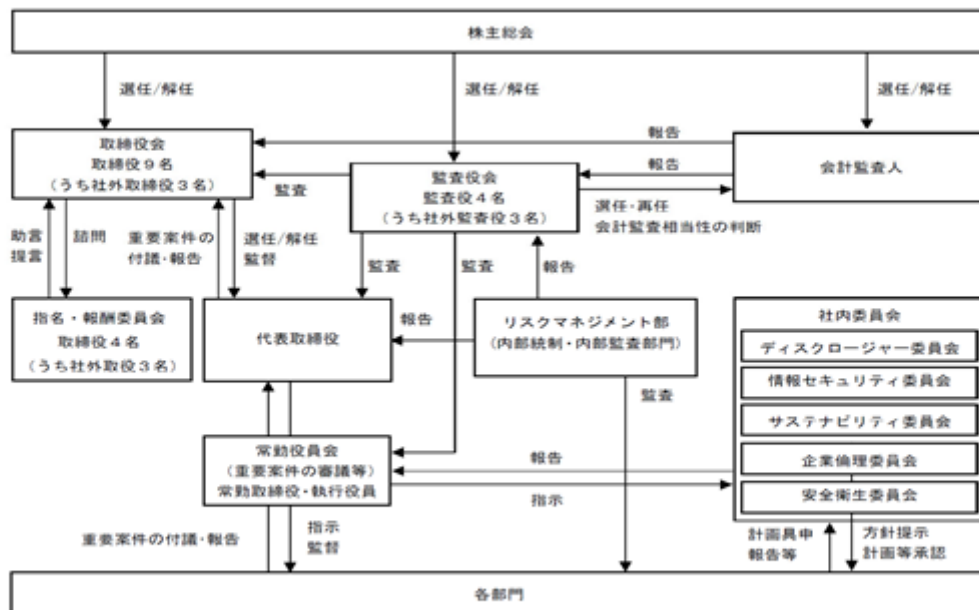 株主総会
選任/解任
選任/解任
選任/解任
取締役会
取締役9名
(うち社外取締役3名)
報告
会計監査人
報告
監査
監査役会
監査役4名
(うち社外監査役3名)
選任・再任
会計監査相当性の判断
助言
提言
諮問
重要案件の
付議・報告
選任/解任
監督
監査
監査
報告
指名・報酬委員会
取締役4名
(うち社外取役3名)
代表取締役
報告
リスクマネジメント部
(内部統制・内部監査部門)
監査
社内委員会
ディスクロージャー委員会
情報セキュリティ委員会
サステナビリティ委員会
企業倫理委員会
安全衛生委員会
常勤役員会
(重要案件の審議等)
常勤取締役・執行役員
報告
指示
重要案件の付議・報告
指示
監督
計画具申
報告等
方針提示
計画等承認
各部門